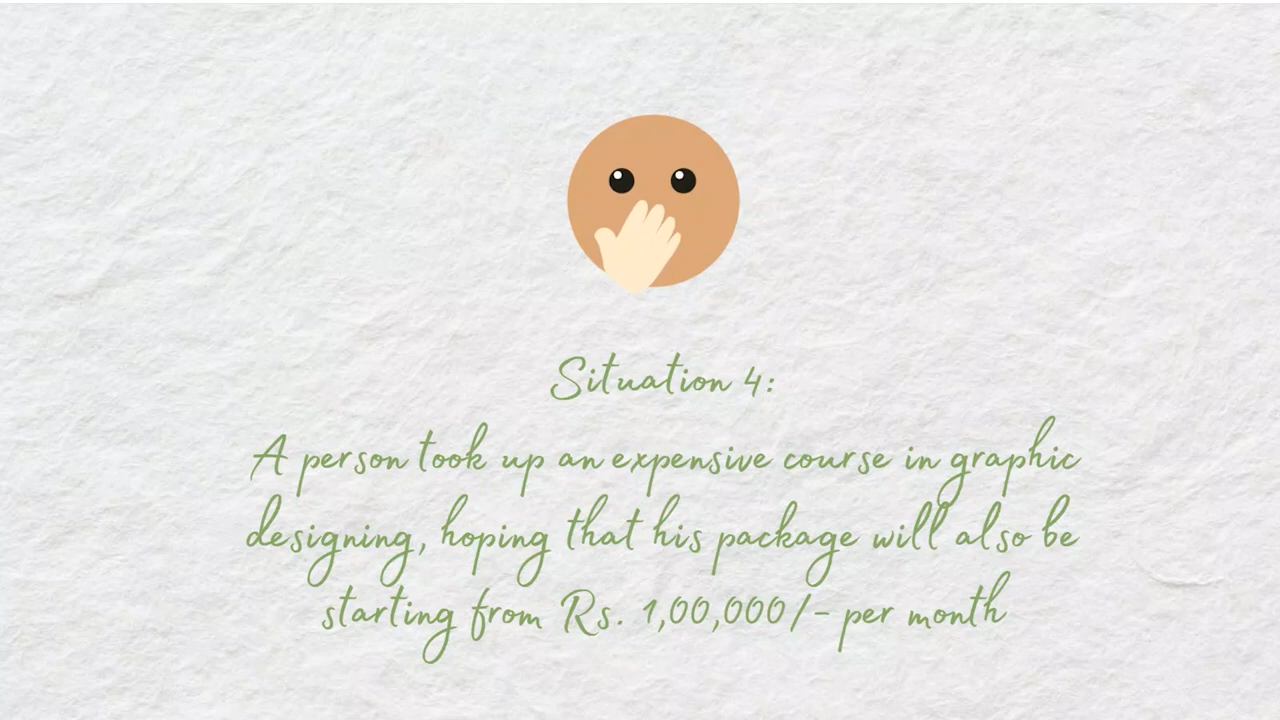 Situation 4:
A person took up an expensive course in graphic
designing, hoping that his package will also be
starting from Rs. 1,00,000/- per month